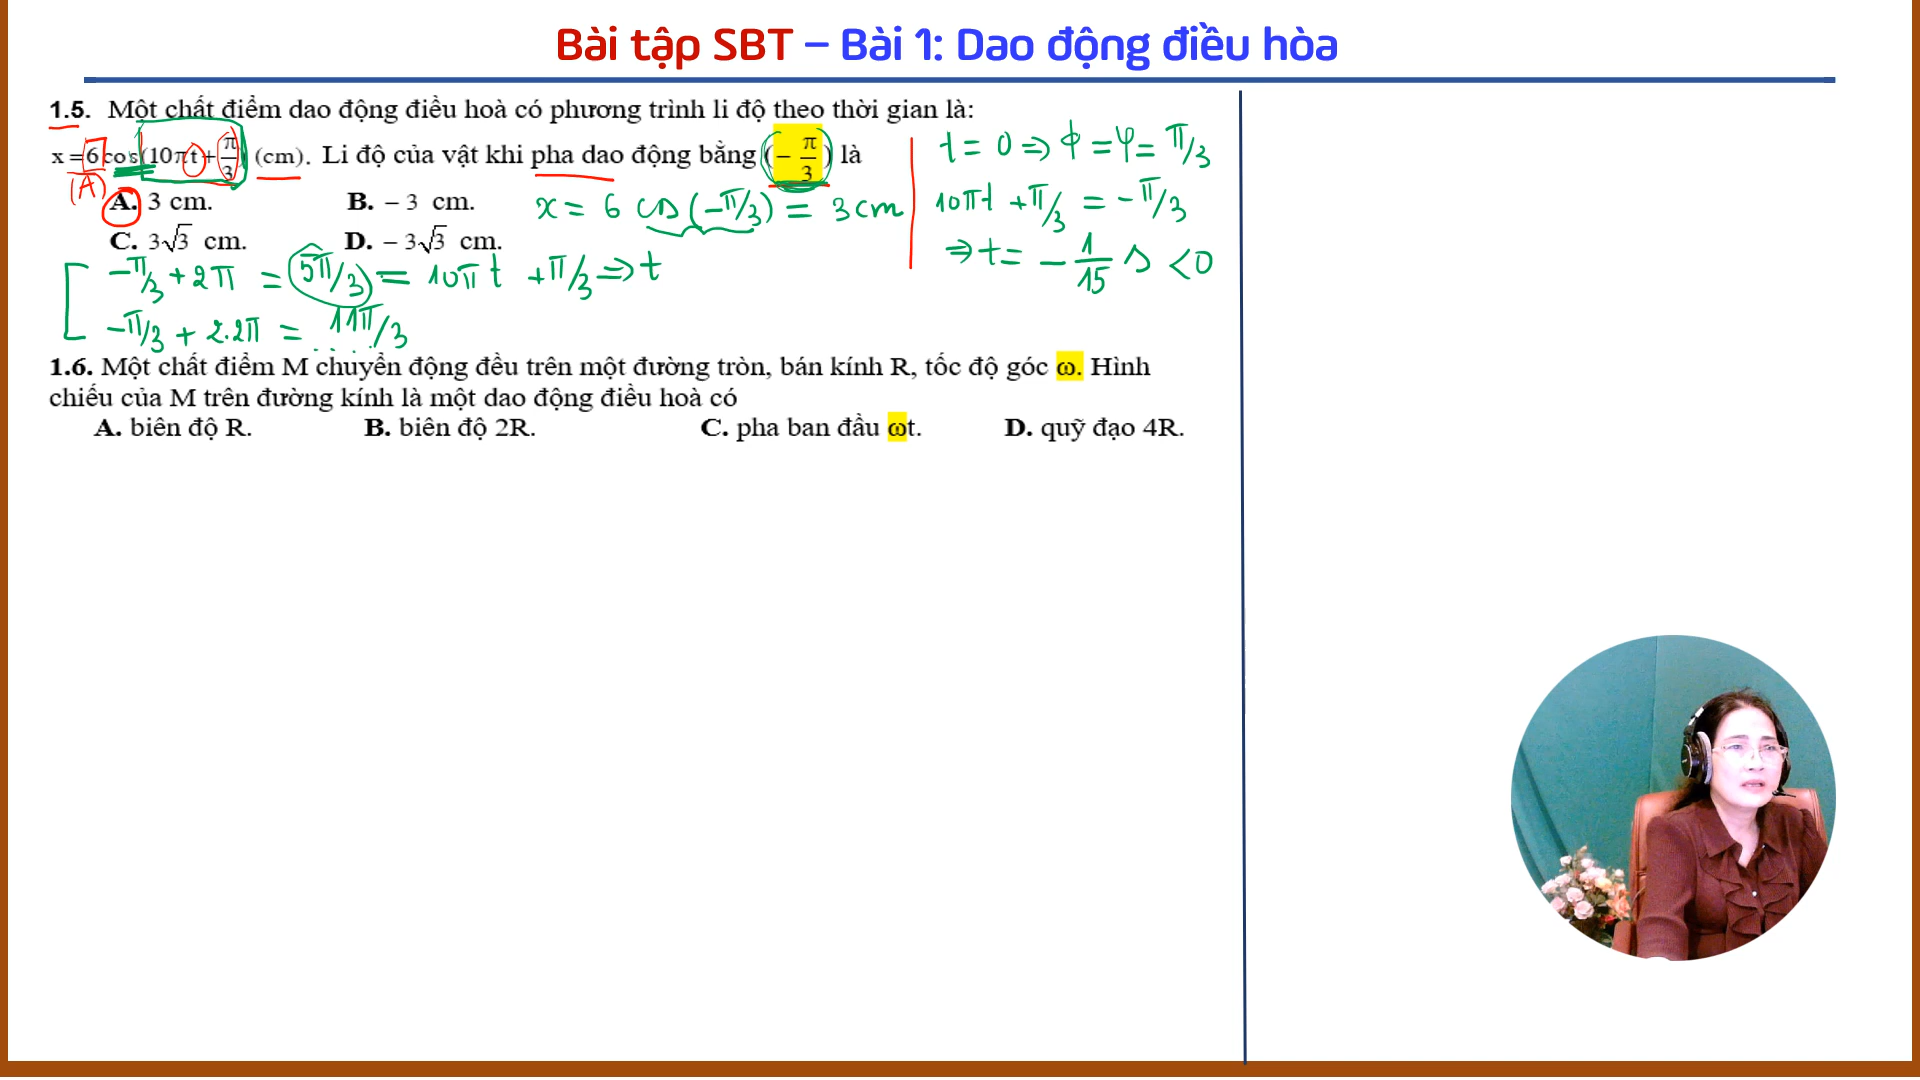 Bài tập SBT – Bài 1: Dao động điều hòa
1.5. Một chất điểm dao động điều hoà có phương trình li độ theo thời gian là:
x = 6cos(10πt + π/3) (cm). Li độ của vật khi pha dao động bằng (− π/3) là
(A)
A. 3 cm.
B. – 3 cm.
C. 3√3 cm.
D. – 3√3 cm.
x = 6 cos(−π/3) = 3cm
t = 0 ⇒ ϕ = φ = π/3
10πt + π/3 = −π/3
⇒ t = − 1/15 s < 0
−π/3 + 2π = 5π/3 = 10πt + π/3 ⇒ t
−π/3 + 2.2π = 11π/3
.....
1.6. Một chất điểm M chuyển động đều trên một đường tròn, bán kính R, tốc độ góc ω. Hình
chiếu của M trên đường kính là một dao động điều hoà có
A. biên độ R.
B. biên độ 2R.
C. pha ban đầu ωt.
D. quỹ đạo 4R.